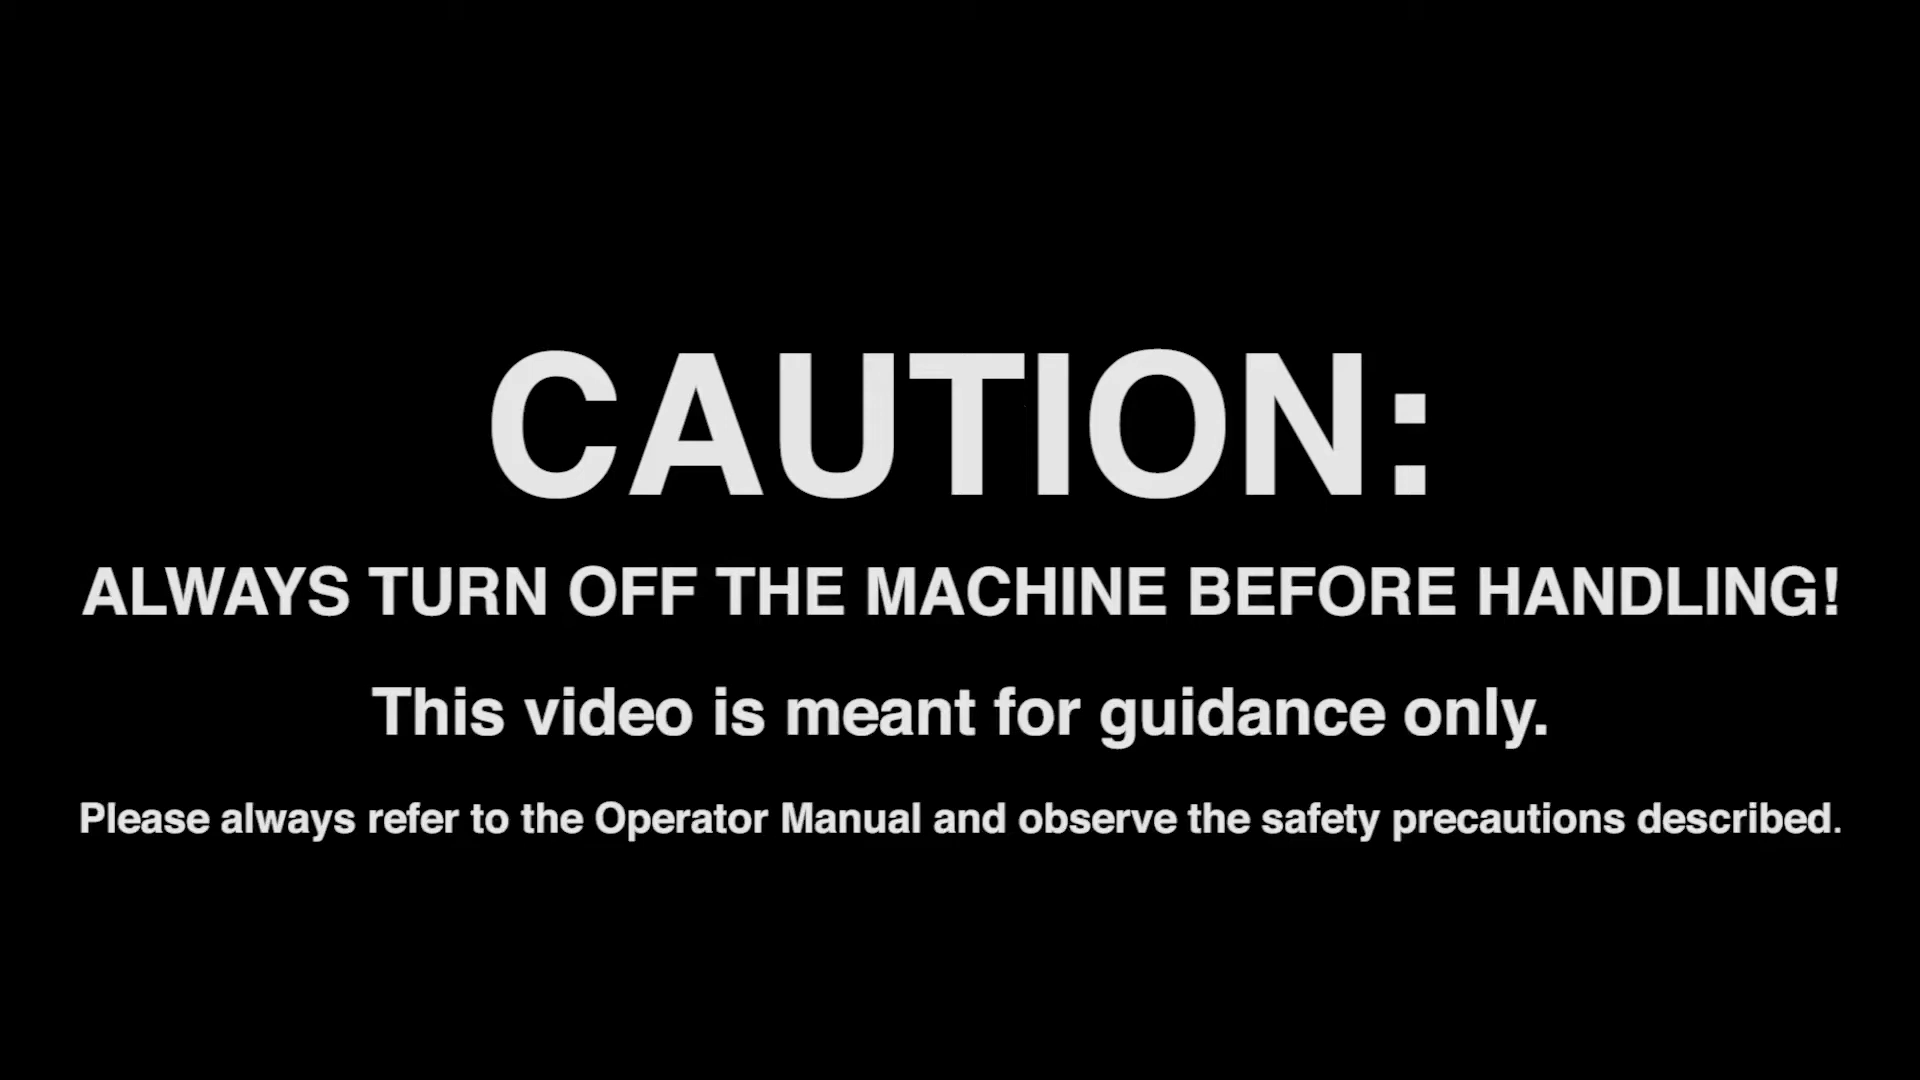 CAUTION:
ALWAYS TURN OFF THE MACHINE BEFORE HANDLING!
This video is meant for guidance only.
Please always refer to the Operator Manual and observe the safety precautions described.